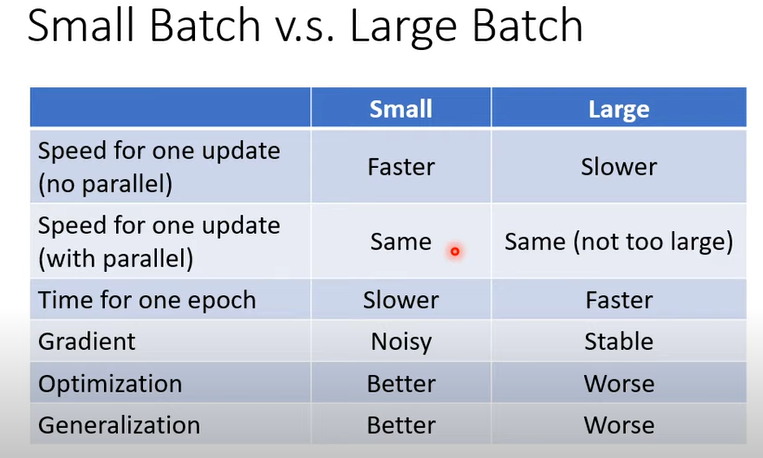 Small Batch v.s. Large Batch
Small Large
Speed for one update
(no parallel) Faster Slower
Speed for one update
(with parallel) Same Same (not too large)
Time for one epoch Slower Faster
Gradient Noisy Stable
Optimization Better Worse
Generalization Better Worse